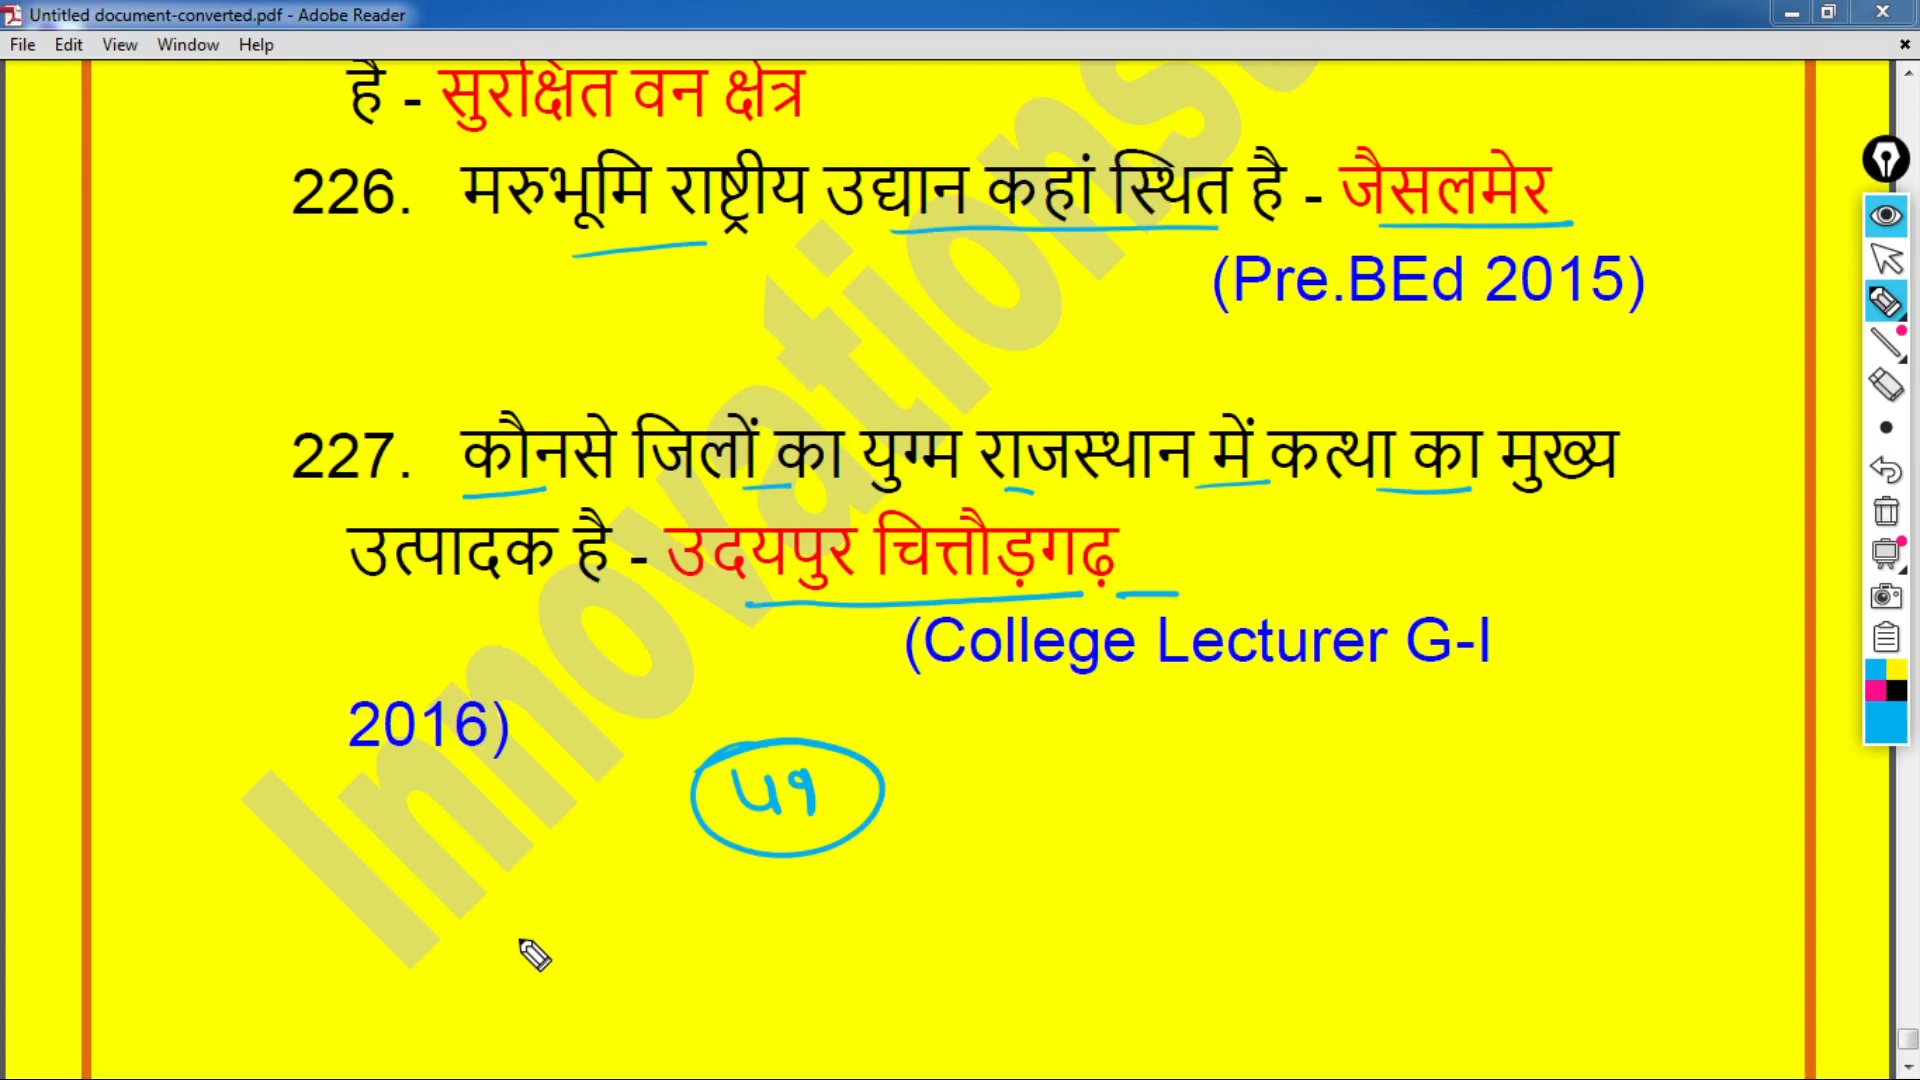 Untitled document-converted.pdf - Adobe Reader
File Edit View Window Help
है - सुरक्षित वन क्षेत्र
226. मरुभूमि राष्ट्रीय उद्यान कहां स्थित है - जैसलमेर
(Pre.BEd 2015)
227. कौनसे जिलों का युग्म राजस्थान में कत्था का मुख्य
उत्पादक है - उदयपुर चित्तौड़गढ़
(College Lecturer G-I
2016)
Innovations